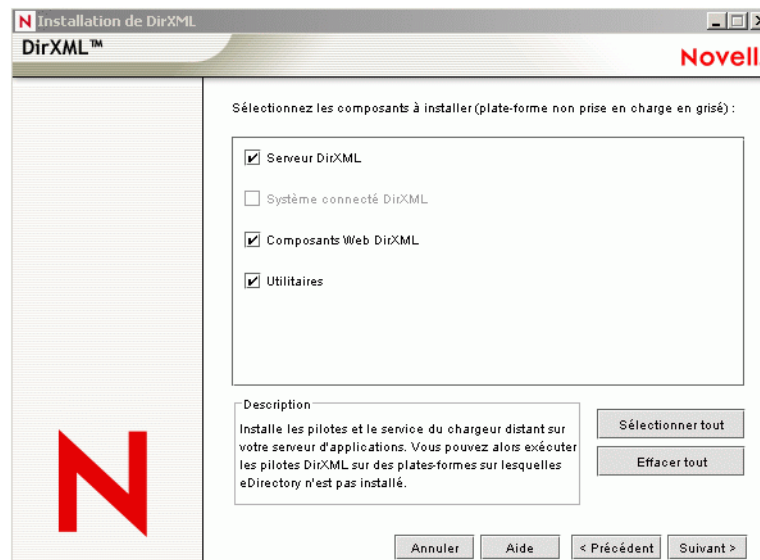 Installation de DirXML
DirXML™
Novell
Sélectionnez les composants à installer (plate-forme non prise en charge en grisé) :
Serveur DirXML
Système connecté DirXML
Composants Web DirXML
Utilitaires
Description
Installe les pilotes et le service du chargeur distant sur
votre serveur d'applications. Vous pouvez alors exécuter
les pilotes DirXML sur des plates-formes sur lesquelles
eDirectory n'est pas installé.
Sélectionner tout
Effacer tout
Annuler
Aide
< Précédent
Suivant >